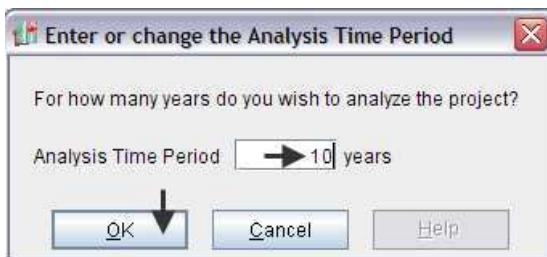 Enter or change the Analysis Time Period
For how many years do you wish to analyze the project?
Analysis Time Period 10 years
OK Cancel Help